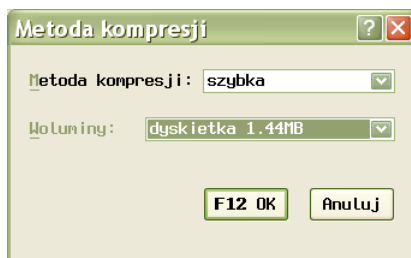 Metoda kompresji
Metoda kompresji: szybka
Woluminy: dyskietka 1.44MB
F12 OK Anuluj